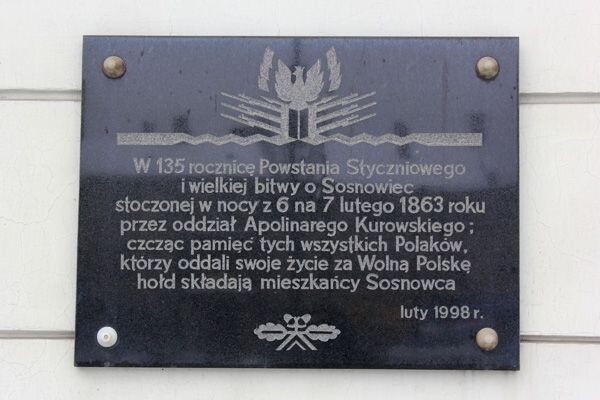 W 135 rocznicę Powstania Styczniowego
i wielkiej bitwy o Sosnowiec
stoczonej w nocy z 6 na 7 lutego 1863 roku
przez oddział Apolinarego Kurowskiego;
czcząc pamięć tych wszystkich Polaków,
którzy oddali swoje życie za Wolną Polskę
hołd składają mieszkańcy Sosnowca
luty 1998 r.